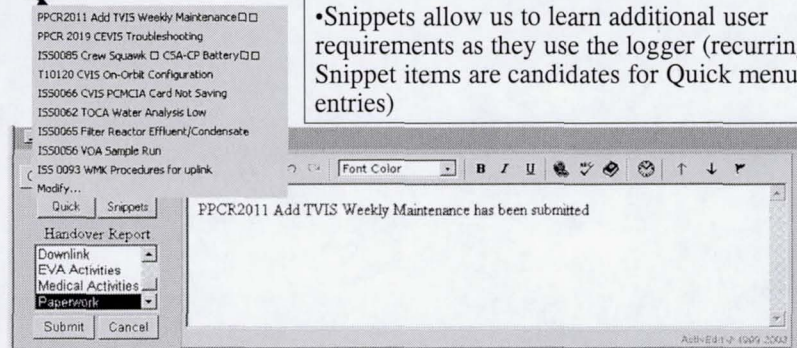 PPCR2011 Add TVIS Weekly Maintenance□□
PPCR 2019 CEVIS Troubleshooting
ISS0085 Crew Squawk □ CSA-CP Battery□□
T10120 CVIS On-Orbit Configuration
ISS0066 CVIS PCMCIA Card Not Saving
ISS0062 TOCA Water Analysis Low
ISS0065 Filter Reactor Effluent/Condensate
ISS0056 VOA Sample Run
ISS 0093 WMK Procedures for uplink
Modify...
•Snippets allow us to learn additional user
requirements as they use the logger (recurring
Snippet items are candidates for Quick menu
entries)
Font Color
B I U
Quick Snippets
Handover Report
Downlink
EVA Activities
Medical Activities
Paperwork
Submit Cancel
PPCR2011 Add TVIS Weekly Maintenance has been submitted
ActivEdit © 1999-2003